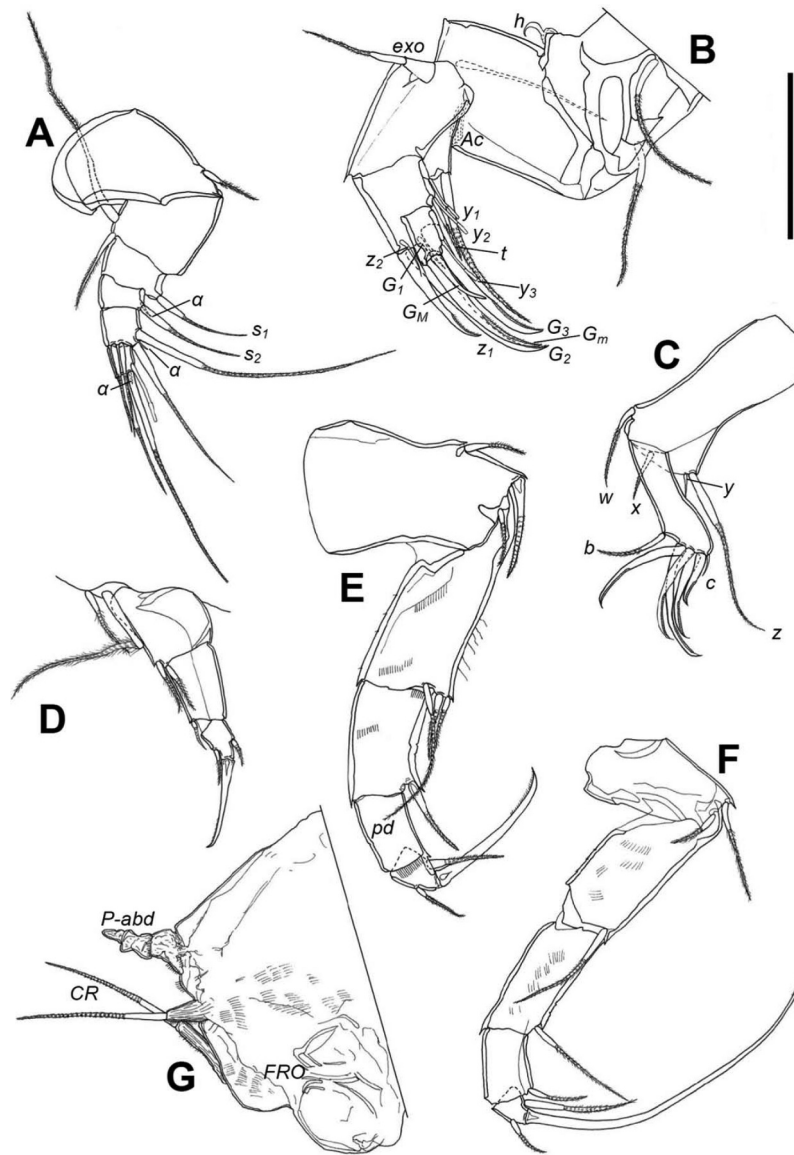 A
α
s1
s2
α
α
B
h
exo
Ac
y1
y2
t
z2
G1
y3
GM
G3
Gm
z1
G2
C
w
x
y
b
c
z
D
E
pd
F
G
P-abd
CR
FRO